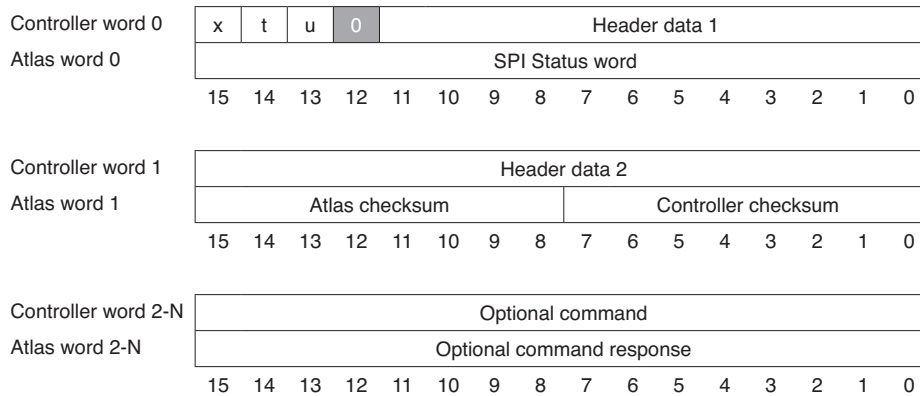 Controller word 0 x t u 0 Header data 1
Atlas word 0 SPI Status word
15 14 13 12 11 10 9 8 7 6 5 4 3 2 1 0
Controller word 1 Header data 2
Atlas word 1 Atlas checksum Controller checksum
15 14 13 12 11 10 9 8 7 6 5 4 3 2 1 0
Controller word 2-N Optional command
Atlas word 2-N Optional command response
15 14 13 12 11 10 9 8 7 6 5 4 3 2 1 0